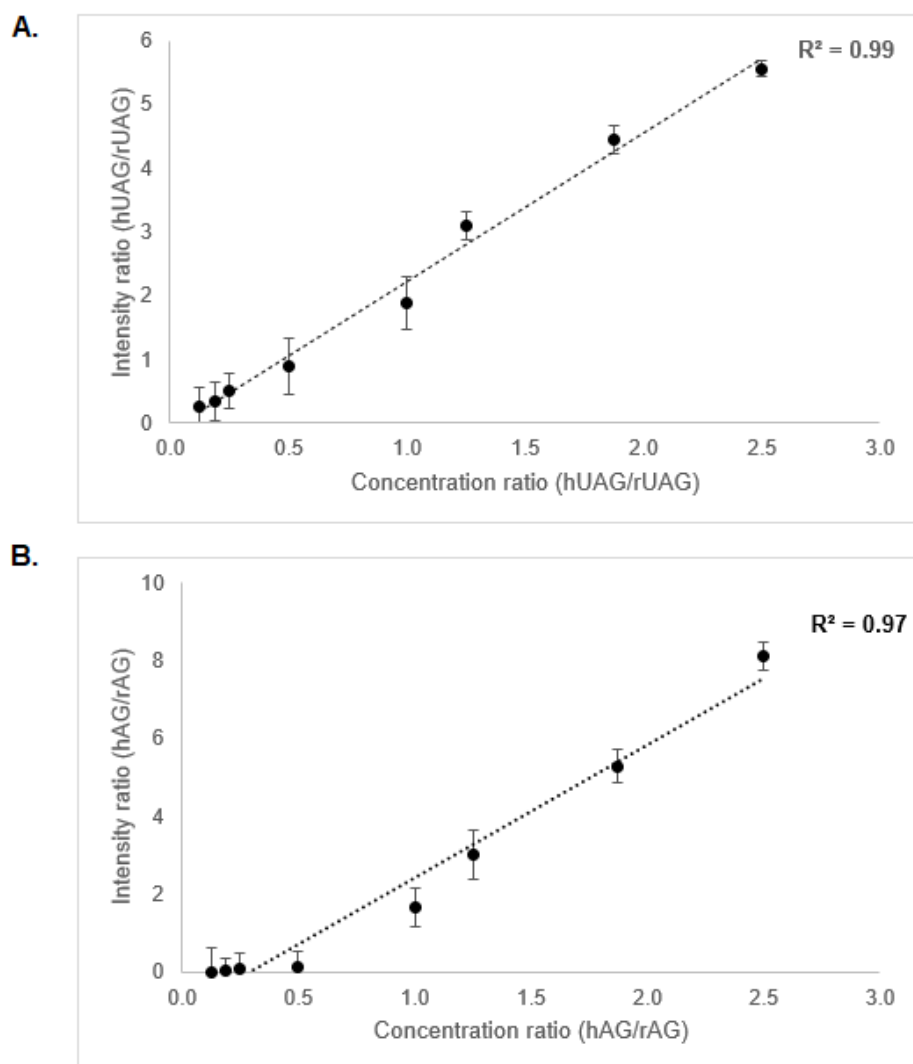 A.
R² = 0.99
Intensity ratio (hUAG/rUAG)
6
5
4
3
2
1
0
0.0 0.5 1.0 1.5 2.0 2.5 3.0
Concentration ratio (hUAG/rUAG)
B.
R² = 0.97
Intensity ratio (hAG/rAG)
10
8
6
4
2
0
0.0 0.5 1.0 1.5 2.0 2.5 3.0
Concentration ratio (hAG/rAG)